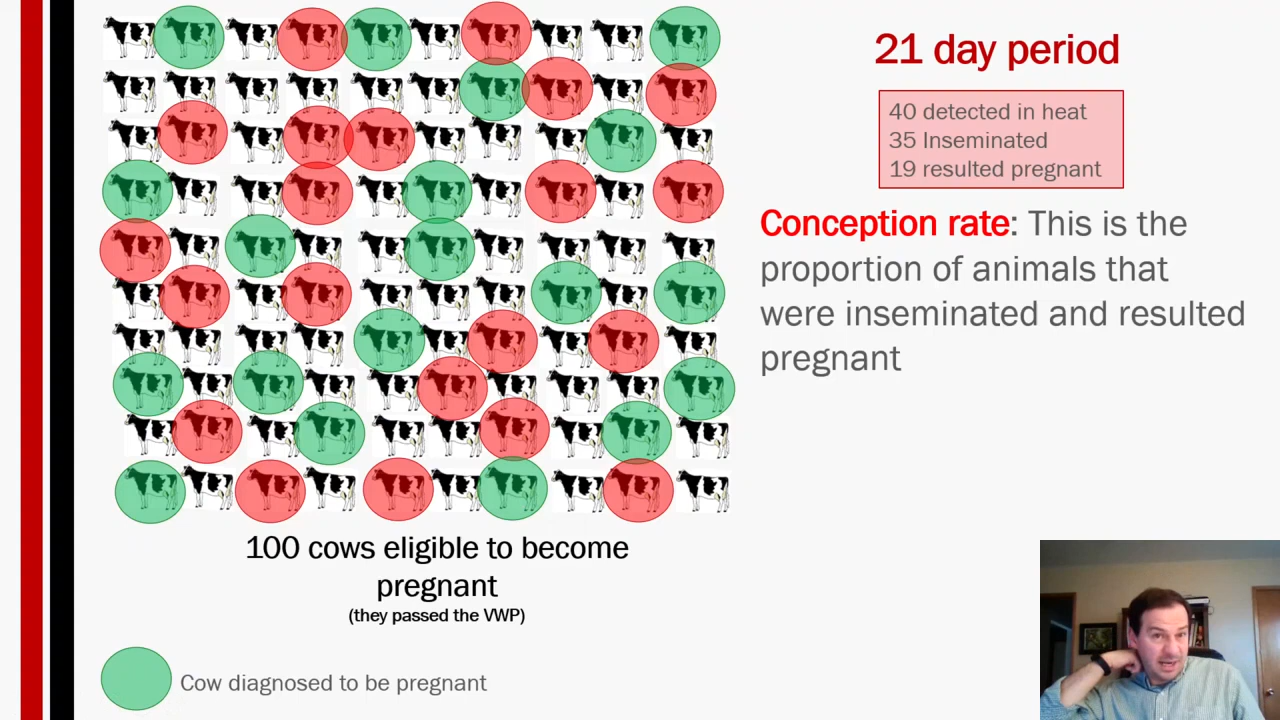 21 day period
40 detected in heat
35 Inseminated
19 resulted pregnant
Conception rate: This is the
proportion of animals that
were inseminated and resulted
pregnant
100 cows eligible to become
pregnant
(they passed the VWP)
Cow diagnosed to be pregnant